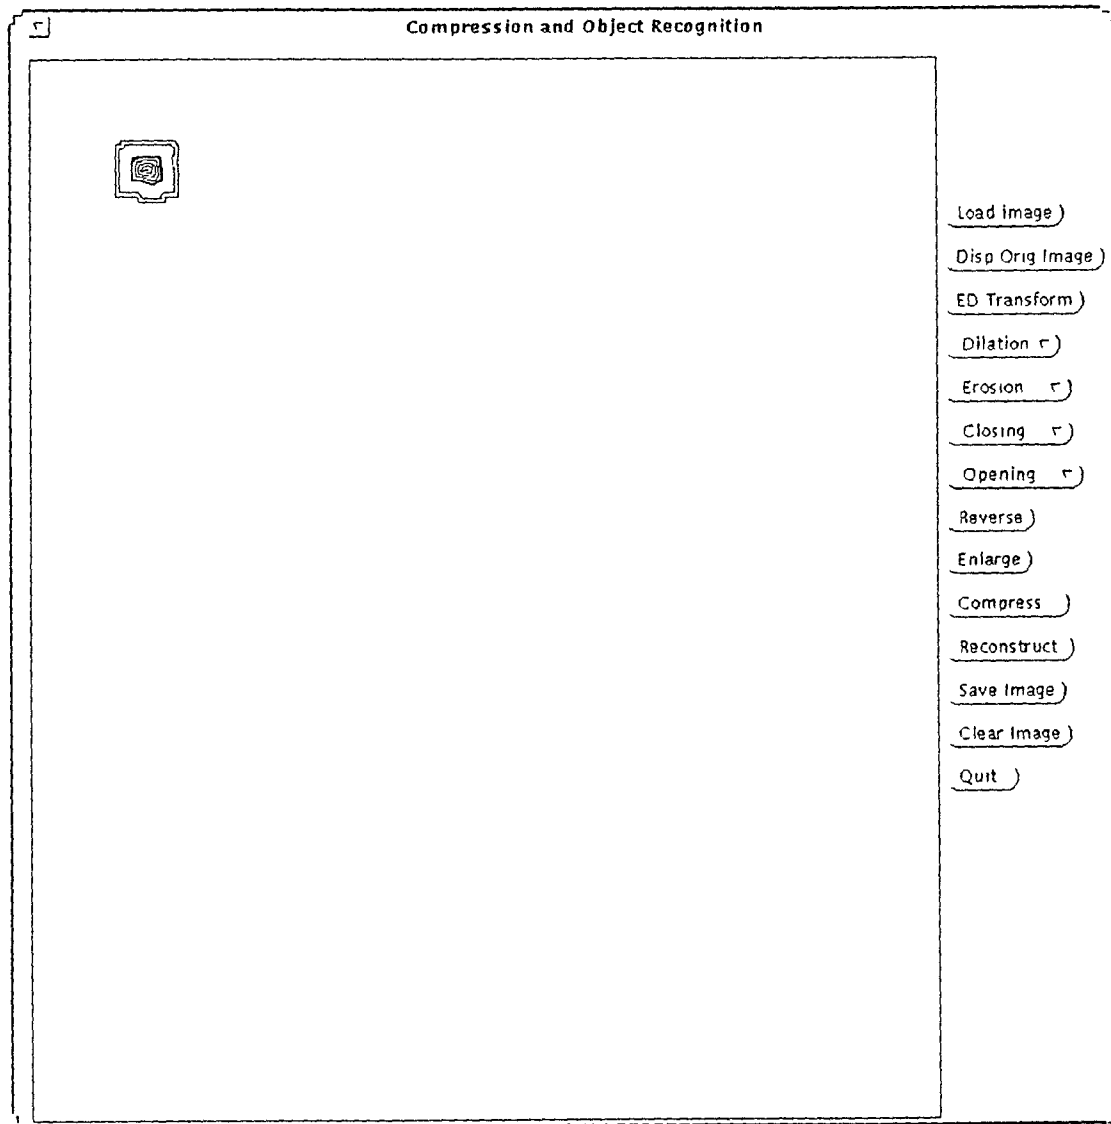 Compression and Object Recognition
Load image
Disp Orig Image
ED Transform
Dilation
Erosion
Closing
Opening
Reverse
Enlarge
Compress
Reconstruct
Save Image
Clear Image
Quit